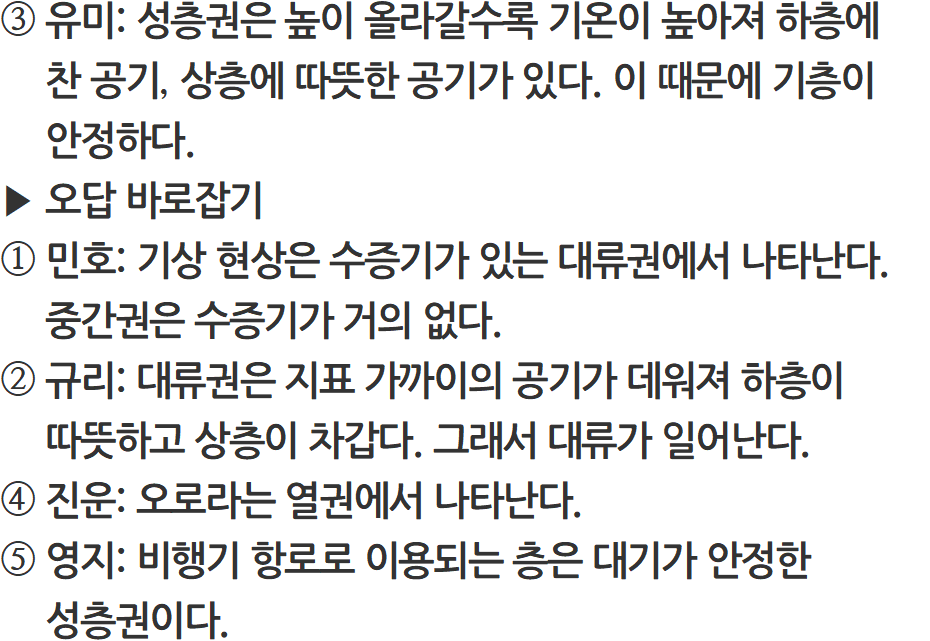 ③ 유미: 성층권은 높이 올라갈수록 기온이 높아져 하층에
찬 공기, 상층에 따뜻한 공기가 있다. 이 때문에 기층이
안정하다.
▶ 오답 바로잡기
① 민호: 기상 현상은 수증기가 있는 대류권에서 나타난다.
중간권은 수증기가 거의 없다.
② 규리: 대류권은 지표 가까이의 공기가 데워져 하층이
따뜻하고 상층이 차갑다. 그래서 대류가 일어난다.
④ 진운: 오로라는 열권에서 나타난다.
⑤ 영지: 비행기 항로로 이용되는 층은 대기가 안정한
성층권이다.